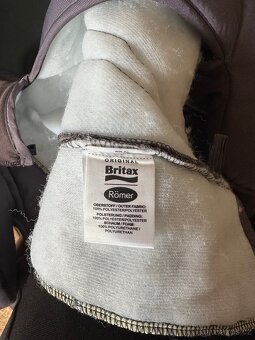 ORIGINAL
Britax
Römer
OBERSTOFF/OUTER FABRIC:
100% POLYESTER/POLYESTER
POLSTERUNG/PADDING:
100% POLYESTER/POLYESTER
SCHAUM/FOAM:
100% POLYURETHANE/
POLYURETHAN